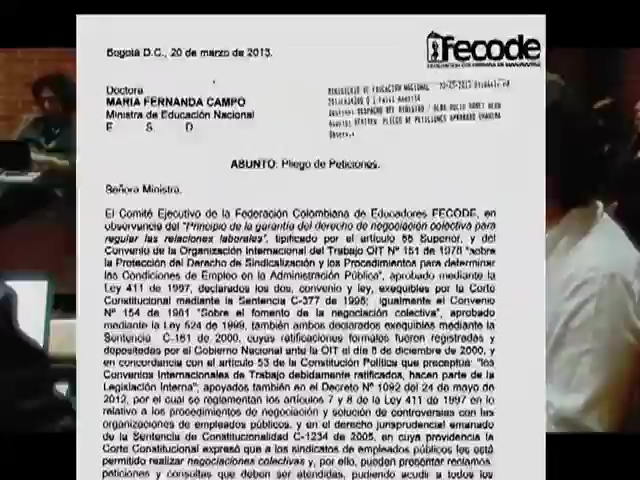 Bogotá D.C., 20 de marzo de 2013.
fecode
Doctora
MARIA FERNANDA CAMPO
Ministra de Educación Nacional
E S D
MINISTERIO DE EDUCACION NACIONAL
PLIEGO DE PETICIONES
ASUNTO: Pliego de Peticiones.
Señora Ministra.
El Comité Ejecutivo de la Federación Colombiana de Educadores FECODE, en
observancia del "Principio de la garantía del derecho de negociación colectiva para
regular las relaciones laborales", tipificado por el artículo 55 Superior, y del
Convenio de la Organización Internacional del Trabajo OIT Nº 151 de 1978 "sobre
la Protección del Derecho de Sindicalización y los Procedimientos para determinar
las Condiciones de Empleo en la Administración Pública", aprobado mediante la
Ley 411 de 1997, declarados los dos, convenio y ley, exequibles por la Corte
Constitucional mediante la Sentencia C-377 de 1998; igualmente el Convenio
Nº 154 de 1981 "Sobre el fomento de la negociación colectiva", aprobado
mediante la Ley 524 de 1999, también ambos declarados exequibles mediante la
Sentencia C-161 de 2000, cuyas ratificaciones formales fueron registradas y
depositadas por el Gobierno Nacional ante la OIT el día 8 de diciembre de 2000, y
en concordancia con el artículo 53 de la Constitución Política que preceptúa: "los
Convenios Internacionales de Trabajo debidamente ratificados, hacen parte de la
Legislación Interna"; apoyados también en el Decreto Nº 1092 del 24 de mayo de
2012, por el cual se reglamentan los artículos 7 y 8 de la Ley 411 de 1997 en lo
relativo a los procedimientos de negociación y solución de controversias con las
organizaciones de empleados públicos, y en el derecho jurisprudencial emanado
de la Sentencia de Constitucionalidad C-1234 de 2005, en cuya providencia la
Corte Constitucional expresó que a los sindicatos de empleados públicos les está
permitido realizar negociaciones colectivas y, por ello, pueden presentar reclamos,
peticiones y consultas que deben ser atendidas, pudiendo acudir a todos los